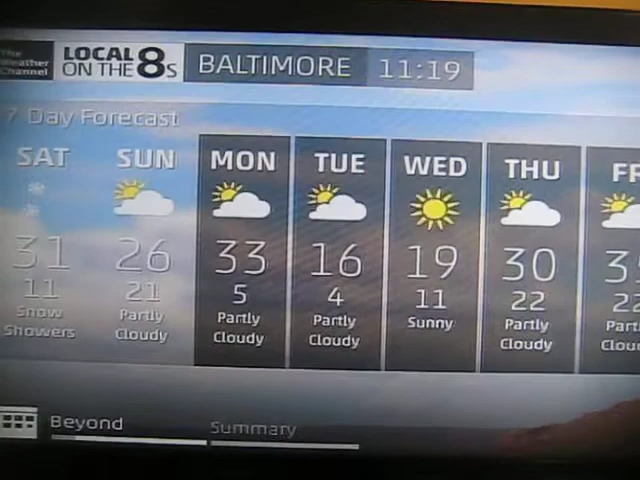 The Weather Channel
LOCAL ON THE 8s
BALTIMORE 11:19
7 Day Forecast
SAT SUN MON TUE WED THU FR
31 26 33 16 19 30
11 21 5 4 11 22 22
Snow Showers
Partly Cloudy
Partly Cloudy
Partly Cloudy
Sunny
Partly Cloudy
Beyond
Summary